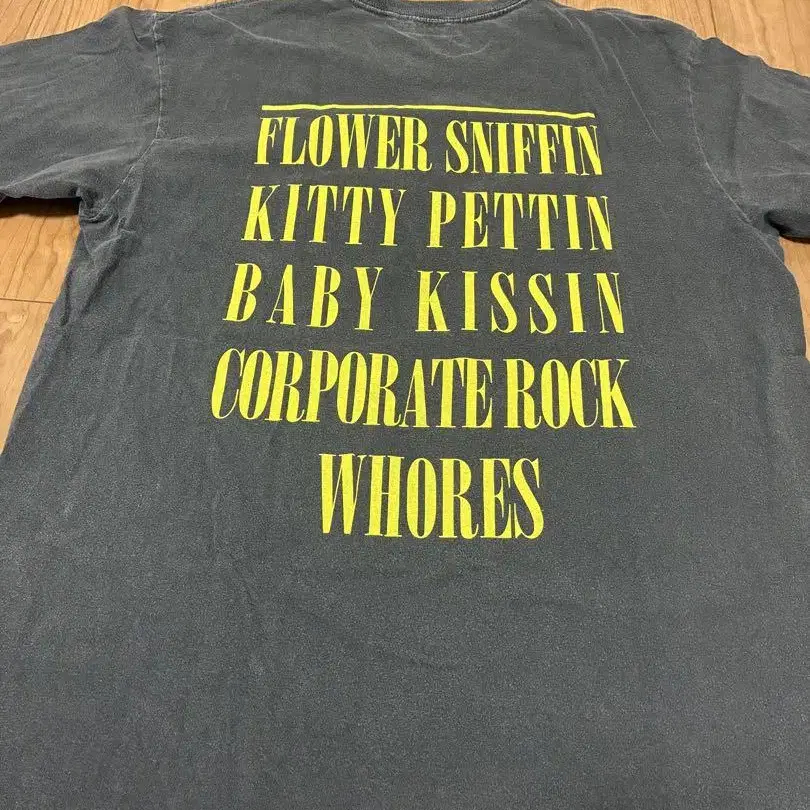 FLOWER SNIFFIN
KITTY PETTIN
BABY KISSIN
CORPORATE ROCK
WHORES